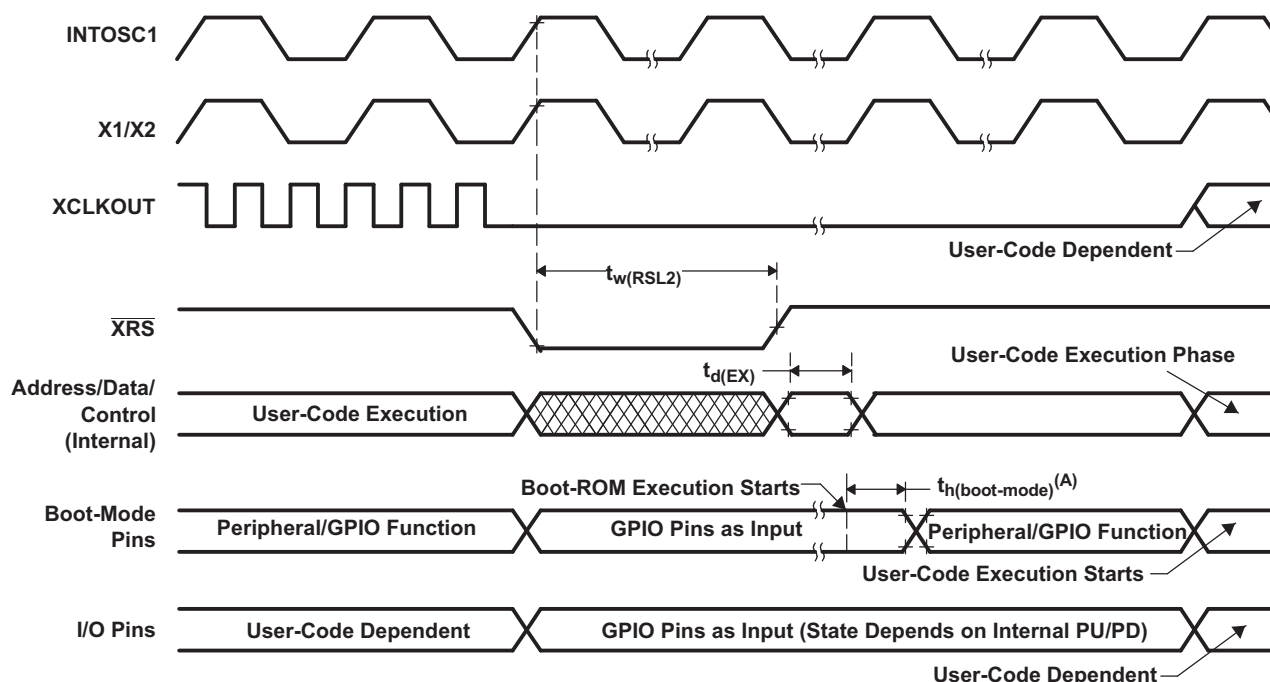 INTOSC1
X1/X2
XCLKOUT
User-Code Dependent
tw(RSL2)
XRS
User-Code Execution Phase
td(EX)
Address/Data/
Control
(Internal)
User-Code Execution
Boot-ROM Execution Starts
th(boot-mode)(A)
Boot-Mode
Pins
Peripheral/GPIO Function
GPIO Pins as Input
Peripheral/GPIO Function
User-Code Execution Starts
I/O Pins
User-Code Dependent
GPIO Pins as Input (State Depends on Internal PU/PD)
User-Code Dependent